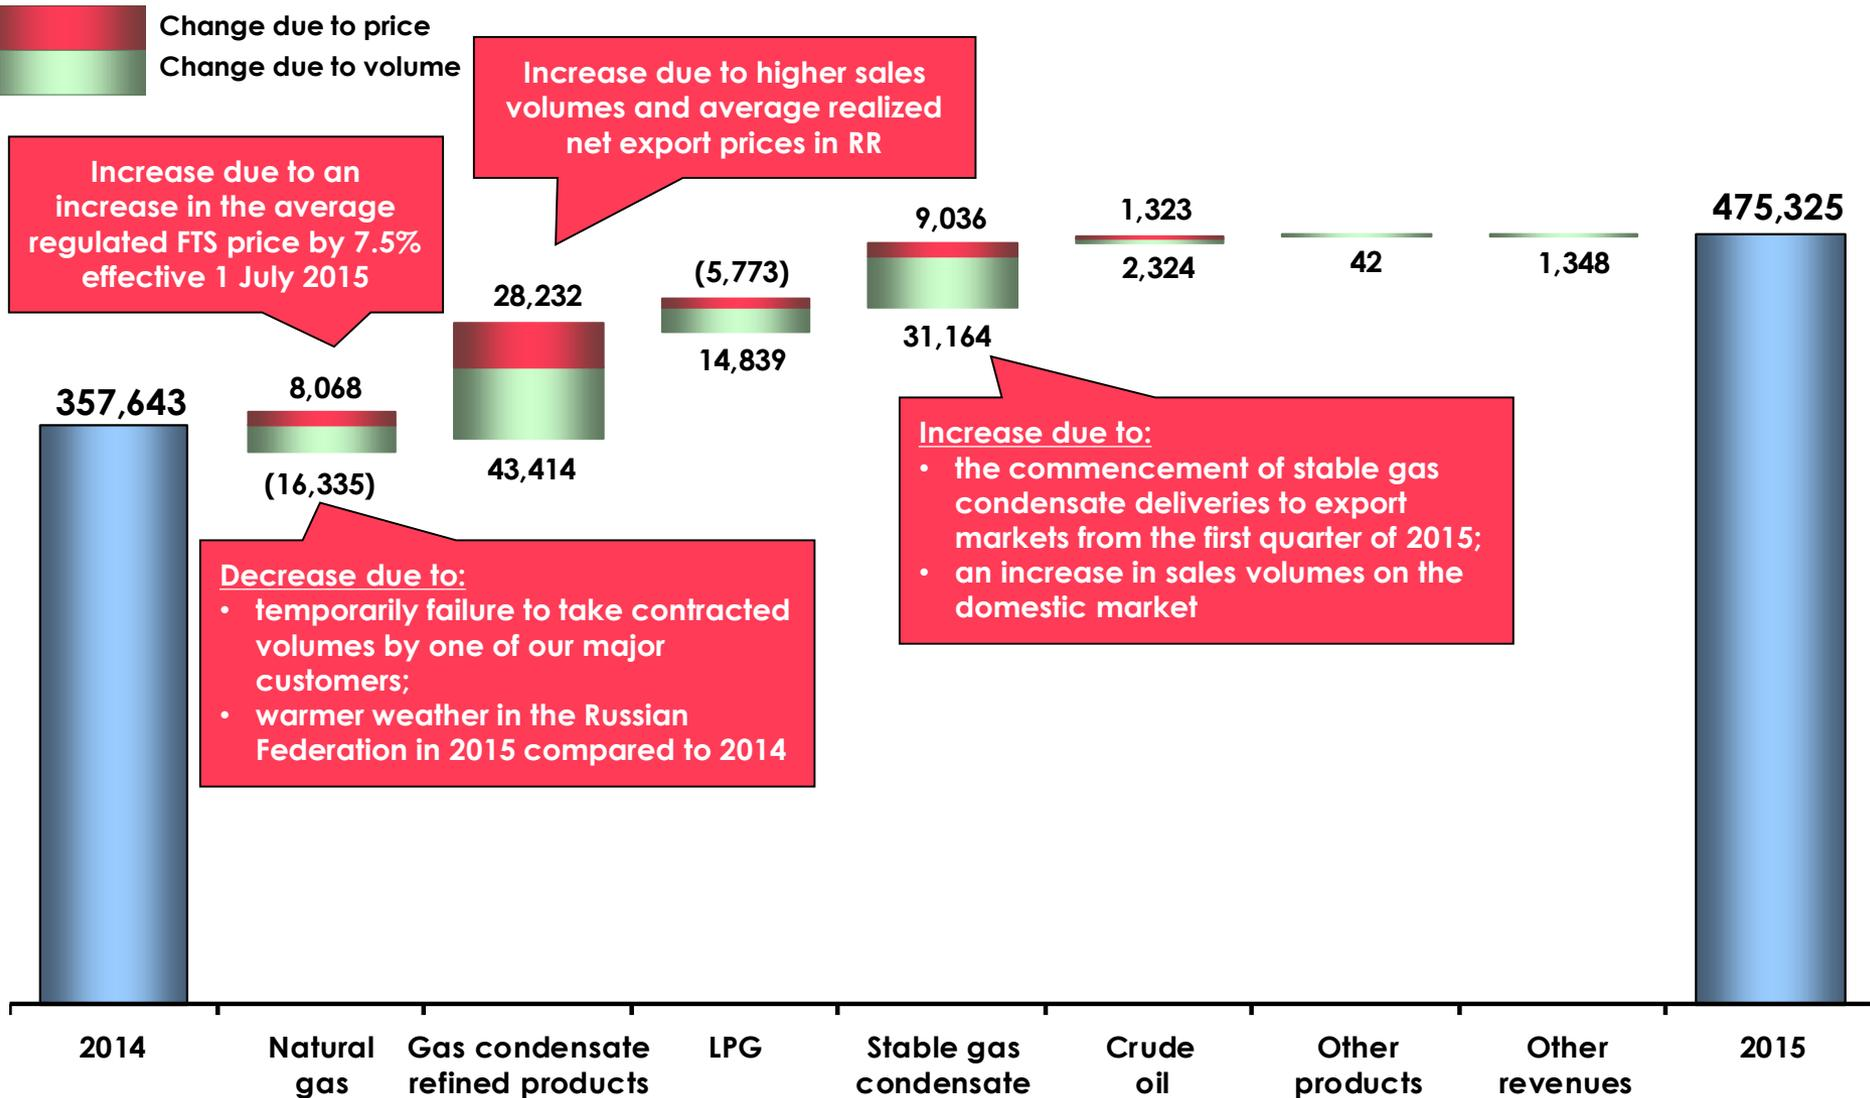 Change due to price
Change due to volume
Increase due to higher sales
volumes and average realized
net export prices in RR
Increase due to an
increase in the average
regulated FTS price by 7.5%
effective 1 July 2015
357,643
8,068
(16,335)
28,232
43,414
(5,773)
14,839
9,036
31,164
1,323
2,324
42
1,348
475,325
Decrease due to:
• temporarily failure to take contracted
volumes by one of our major
customers;
• warmer weather in the Russian
Federation in 2015 compared to 2014
Increase due to:
• the commencement of stable gas
condensate deliveries to export
markets from the first quarter of 2015;
• an increase in sales volumes on the
domestic market
2014
Natural
gas
Gas condensate
refined products
LPG
Stable gas
condensate
Crude
oil
Other
products
Other
revenues
2015